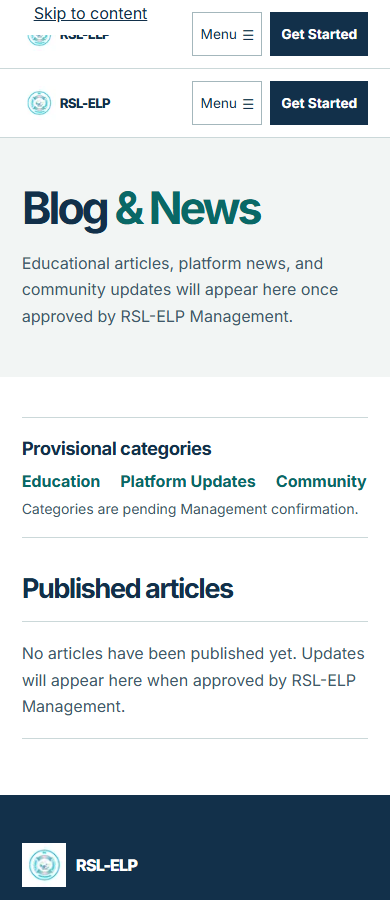 Skip to content
RSL-ELP
Menu ☰
Get Started
RSL-ELP
Menu ☰
Get Started
Blog & News
Educational articles, platform news, and
community updates will appear here once
approved by RSL-ELP Management.
Provisional categories
Education Platform Updates Community
Categories are pending Management confirmation.
Published articles
No articles have been published yet. Updates
will appear here when approved by RSL-ELP
Management.
RSL-ELP